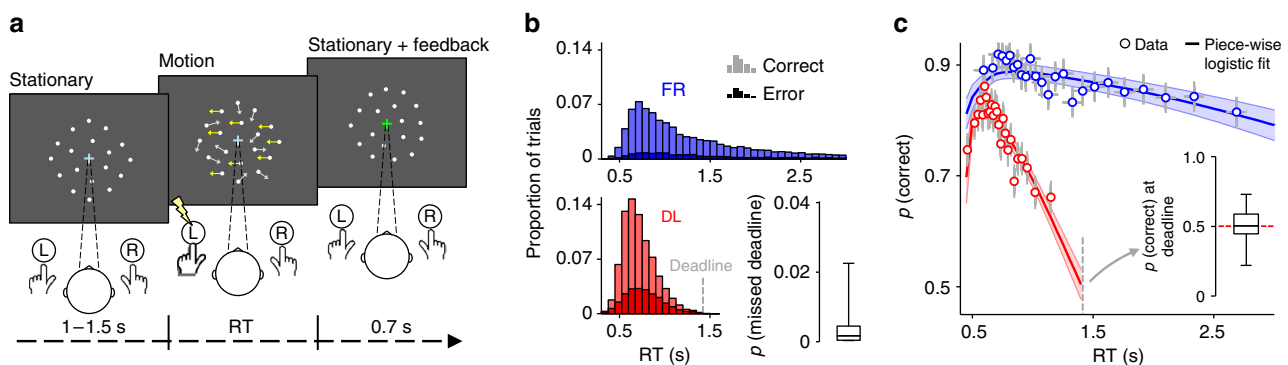 a
Stationary
Motion
Stationary + feedback
L
R
L
R
L
R
1–1.5 s
RT
0.7 s
b
0.14
0.07
0
Proportion of trials
FR
Correct
Error
0.5
1.5
2.5
0.14
0.07
0
DL
Deadline
0.5
1.5
RT (s)
p (missed deadline)
0.04
0.02
0
c
Data
Piece-wise
logistic fit
0.9
0.7
0.5
p (correct)
0.5
1.5
2.5
RT (s)
p (correct) at
deadline
1.0
0.5
0